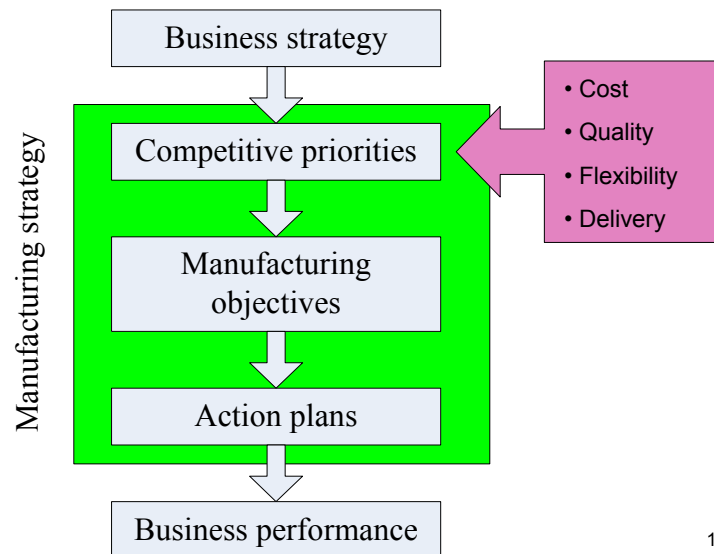 Business strategy
Manufacturing strategy
Competitive priorities
• Cost
• Quality
• Flexibility
• Delivery
Manufacturing
objectives
Action plans
Business performance
1